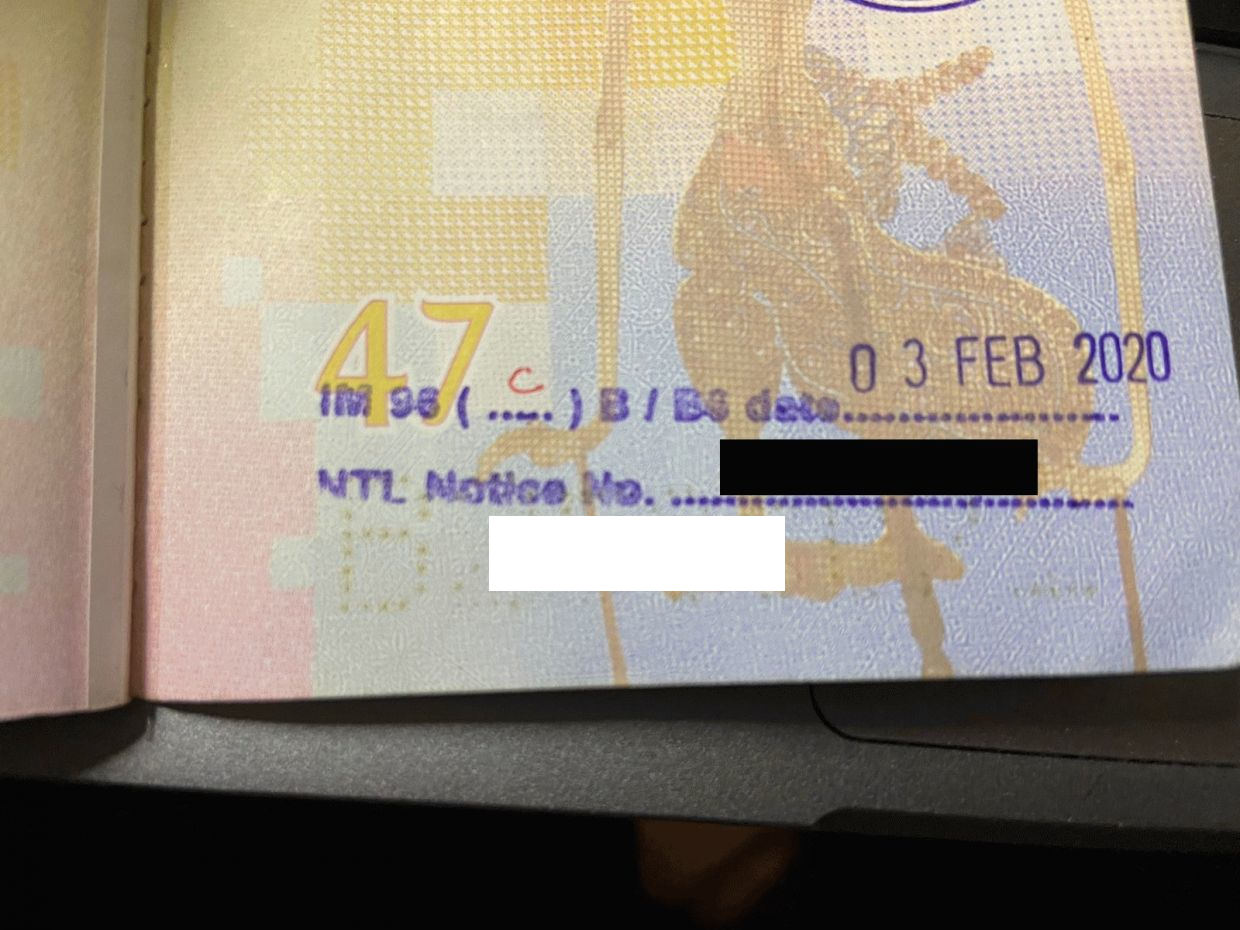 47
0 3 FEB 2020
C
IM 96 ( ..... ) B / B6 date........................
NTL Notice No. ........................................